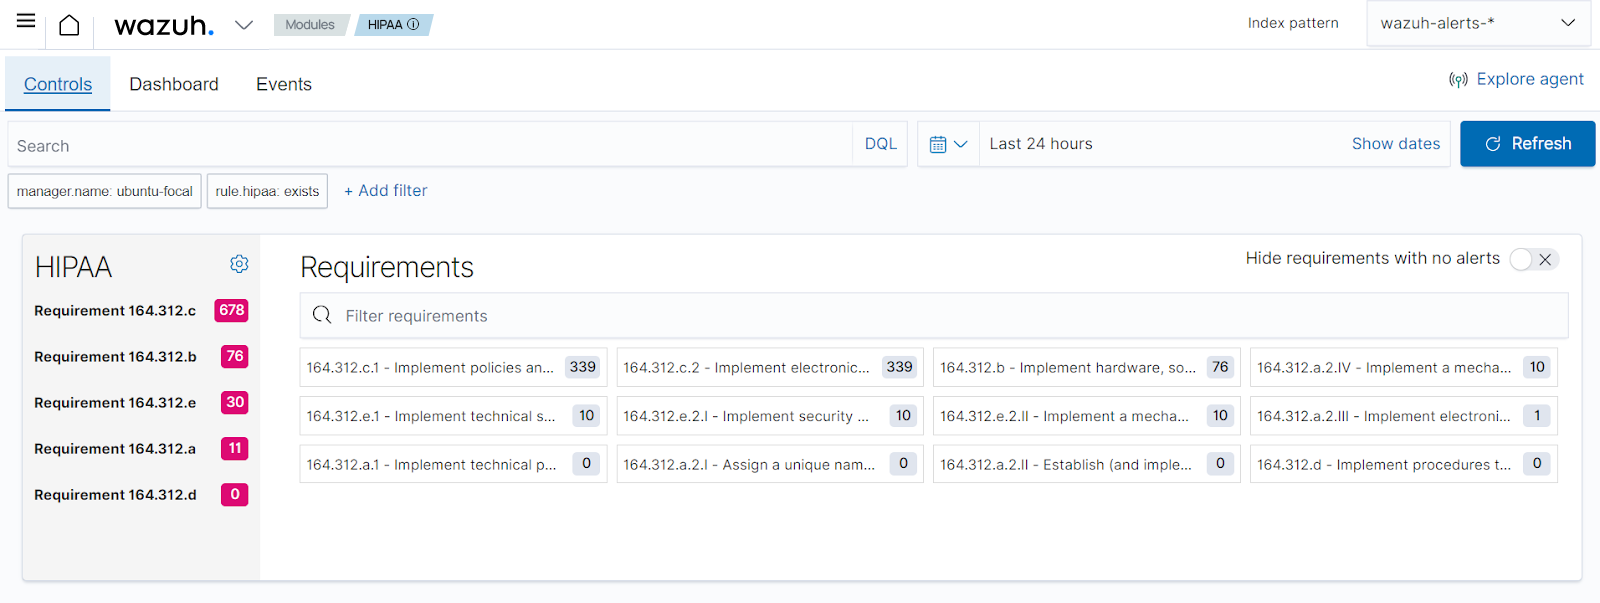 wazuh.
Modules
HIPAA
Index pattern
wazuh-alerts-*
Controls
Dashboard
Events
Explore agent
Search
DQL
Last 24 hours
Show dates
Refresh
manager.name: ubuntu-focal
rule.hipaa: exists
+ Add filter
HIPAA
Requirement 164.312.c 678
Requirement 164.312.b 76
Requirement 164.312.e 30
Requirement 164.312.a 11
Requirement 164.312.d 0
Requirements
Hide requirements with no alerts
Filter requirements
164.312.c.1 - Implement policies an... 339
164.312.c.2 - Implement electronic... 339
164.312.b - Implement hardware, so... 76
164.312.a.2.IV - Implement a mecha... 10
164.312.e.1 - Implement technical s... 10
164.312.e.2.I - Implement security ... 10
164.312.e.2.II - Implement a mecha... 10
164.312.a.2.III - Implement electroni... 1
164.312.a.1 - Implement technical p... 0
164.312.a.2.I - Assign a unique nam... 0
164.312.a.2.II - Establish (and imple... 0
164.312.d - Implement procedures t... 0